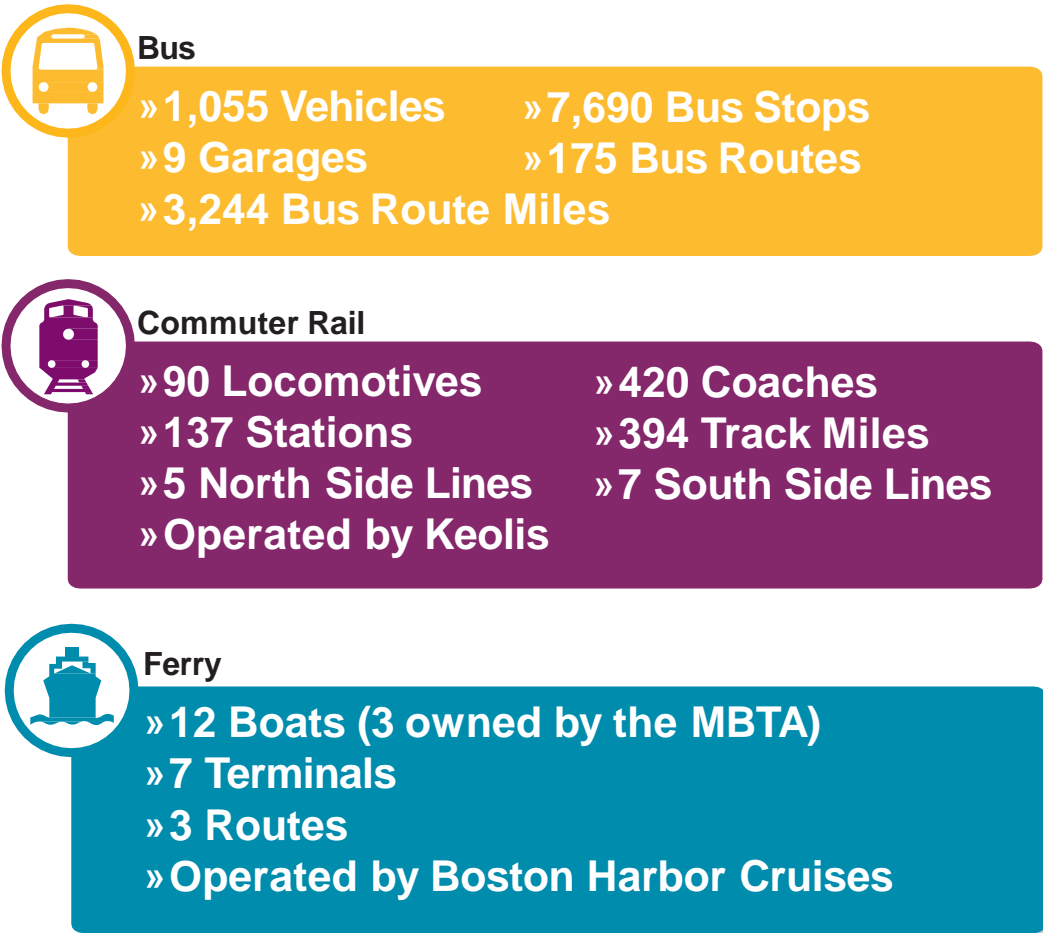 Bus
»1,055 Vehicles »7,690 Bus Stops
»9 Garages »175 Bus Routes
»3,244 Bus Route Miles
Commuter Rail
»90 Locomotives »420 Coaches
»137 Stations »394 Track Miles
»5 North Side Lines »7 South Side Lines
»Operated by Keolis
Ferry
»12 Boats (3 owned by the MBTA)
»7 Terminals
»3 Routes
»Operated by Boston Harbor Cruises